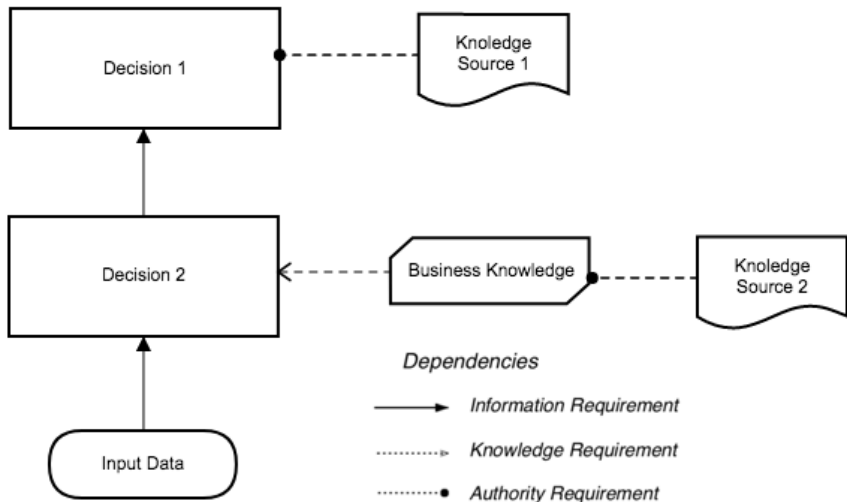 Decision 1
Knoledge
Source 1
Decision 2
Business Knowledge
Knoledge
Source 2
Dependencies
Information Requirement
Knowledge Requirement
Input Data
Authority Requirement